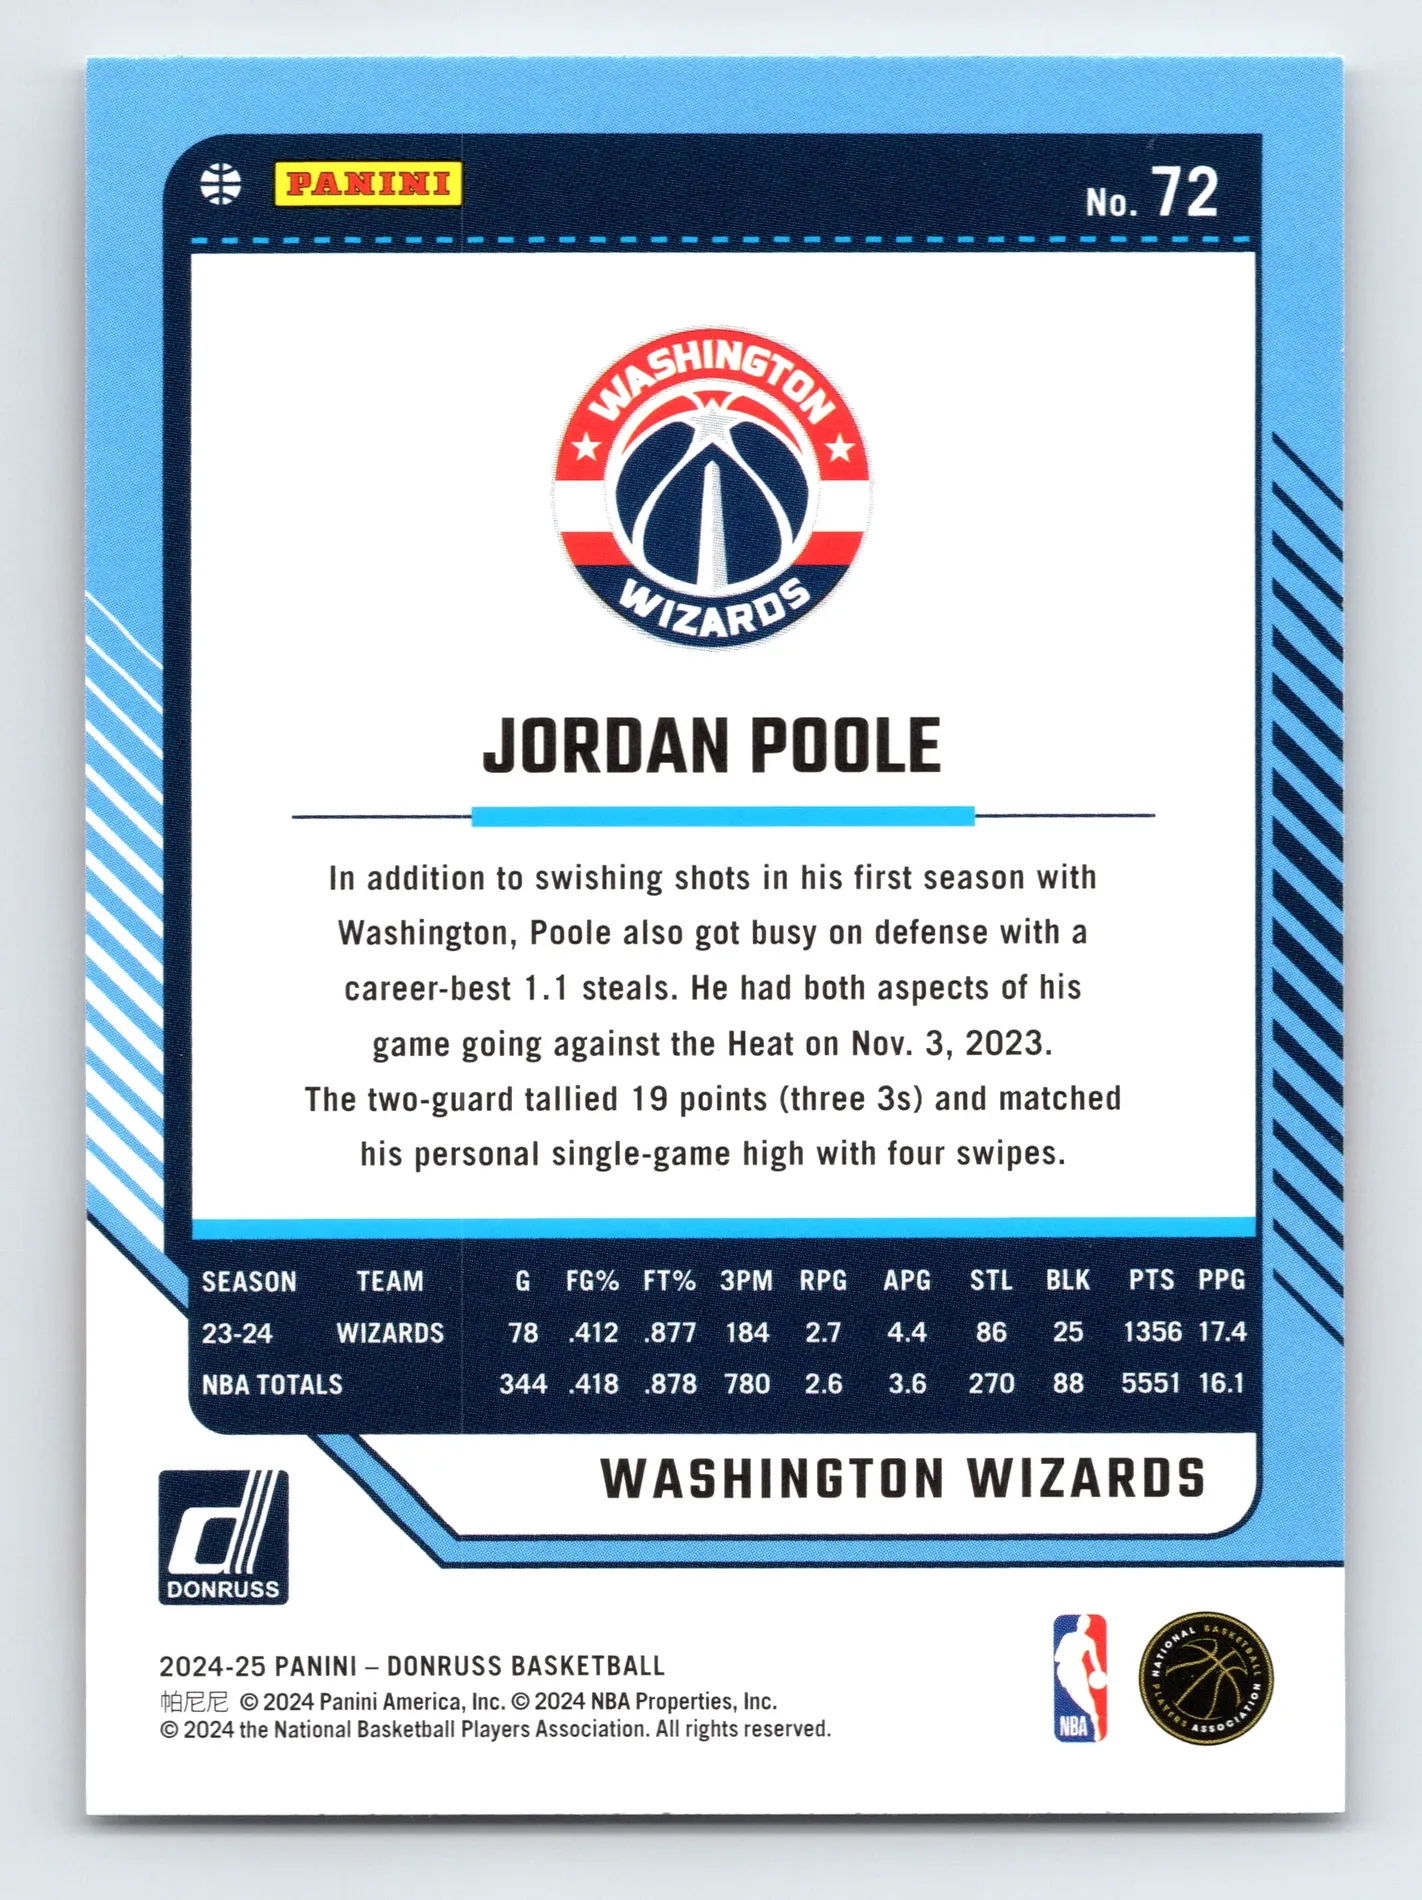 PANINI
No. 72
WASHINGTON
WIZARDS
JORDAN POOLE
In addition to swishing shots in his first season with
Washington, Poole also got busy on defense with a
career-best 1.1 steals. He had both aspects of his
game going against the Heat on Nov. 3, 2023.
The two-guard tallied 19 points (three 3s) and matched
his personal single-game high with four swipes.
SEASON TEAM G FG% FT% 3PM RPG APG STL BLK PTS PPG
23-24 WIZARDS 78 .412 .877 184 2.7 4.4 86 25 1356 17.4
NBA TOTALS 344 .418 .878 780 2.6 3.6 270 88 5551 16.1
WASHINGTON WIZARDS
DONRUSS
2024-25 PANINI – DONRUSS BASKETBALL
帕尼尼 © 2024 Panini America, Inc. © 2024 NBA Properties, Inc.
© 2024 the National Basketball Players Association. All rights reserved.
NBA
NATIONAL BASKETBALL
PLAYERS ASSOCIATION